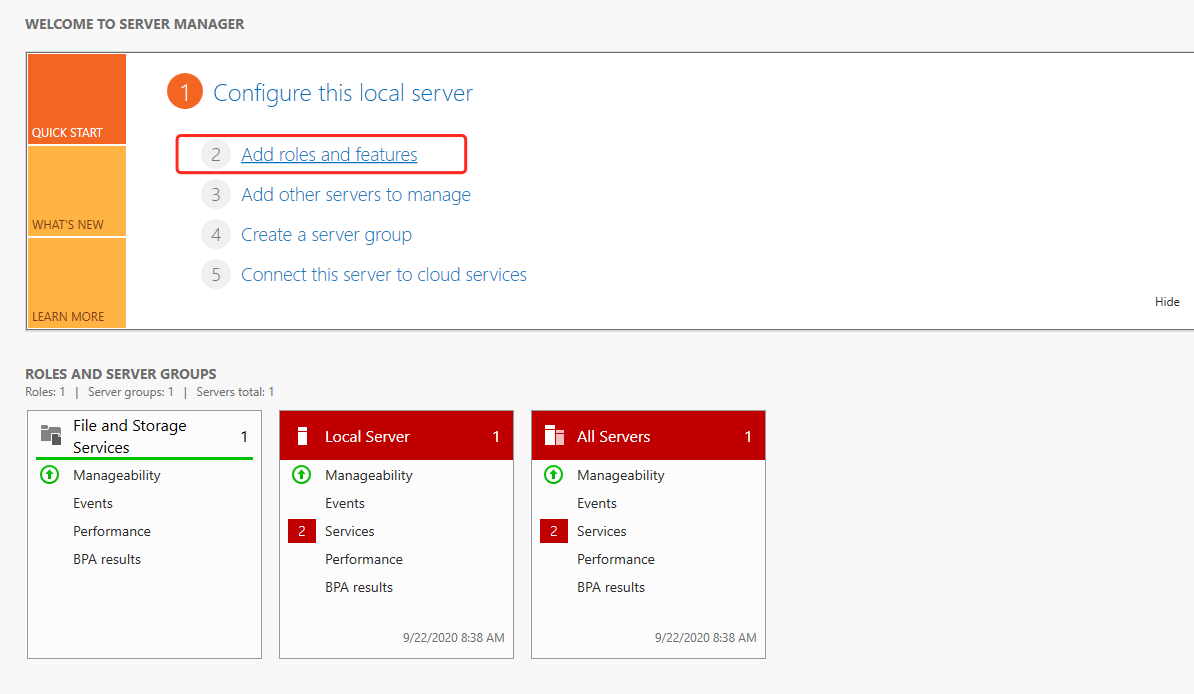 WELCOME TO SERVER MANAGER
QUICK START
WHAT'S NEW
LEARN MORE
1 Configure this local server
2 Add roles and features
3 Add other servers to manage
4 Create a server group
5 Connect this server to cloud services
Hide
ROLES AND SERVER GROUPS
Roles: 1 | Server groups: 1 | Servers total: 1
File and Storage
Services 1
Manageability
Events
Performance
BPA results
Local Server 1
Manageability
Events
2 Services
Performance
BPA results
9/22/2020 8:38 AM
All Servers 1
Manageability
Events
2 Services
Performance
BPA results
9/22/2020 8:38 AM